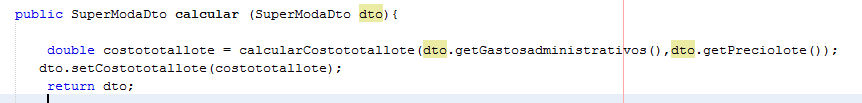 public SuperModaDto calcular (SuperModaDto dto){
double costototallote = calcularCostototallote(dto.getGastosadministrativos(),dto.getPreciolote());
dto.setCostototallote(costototallote);
return dto;